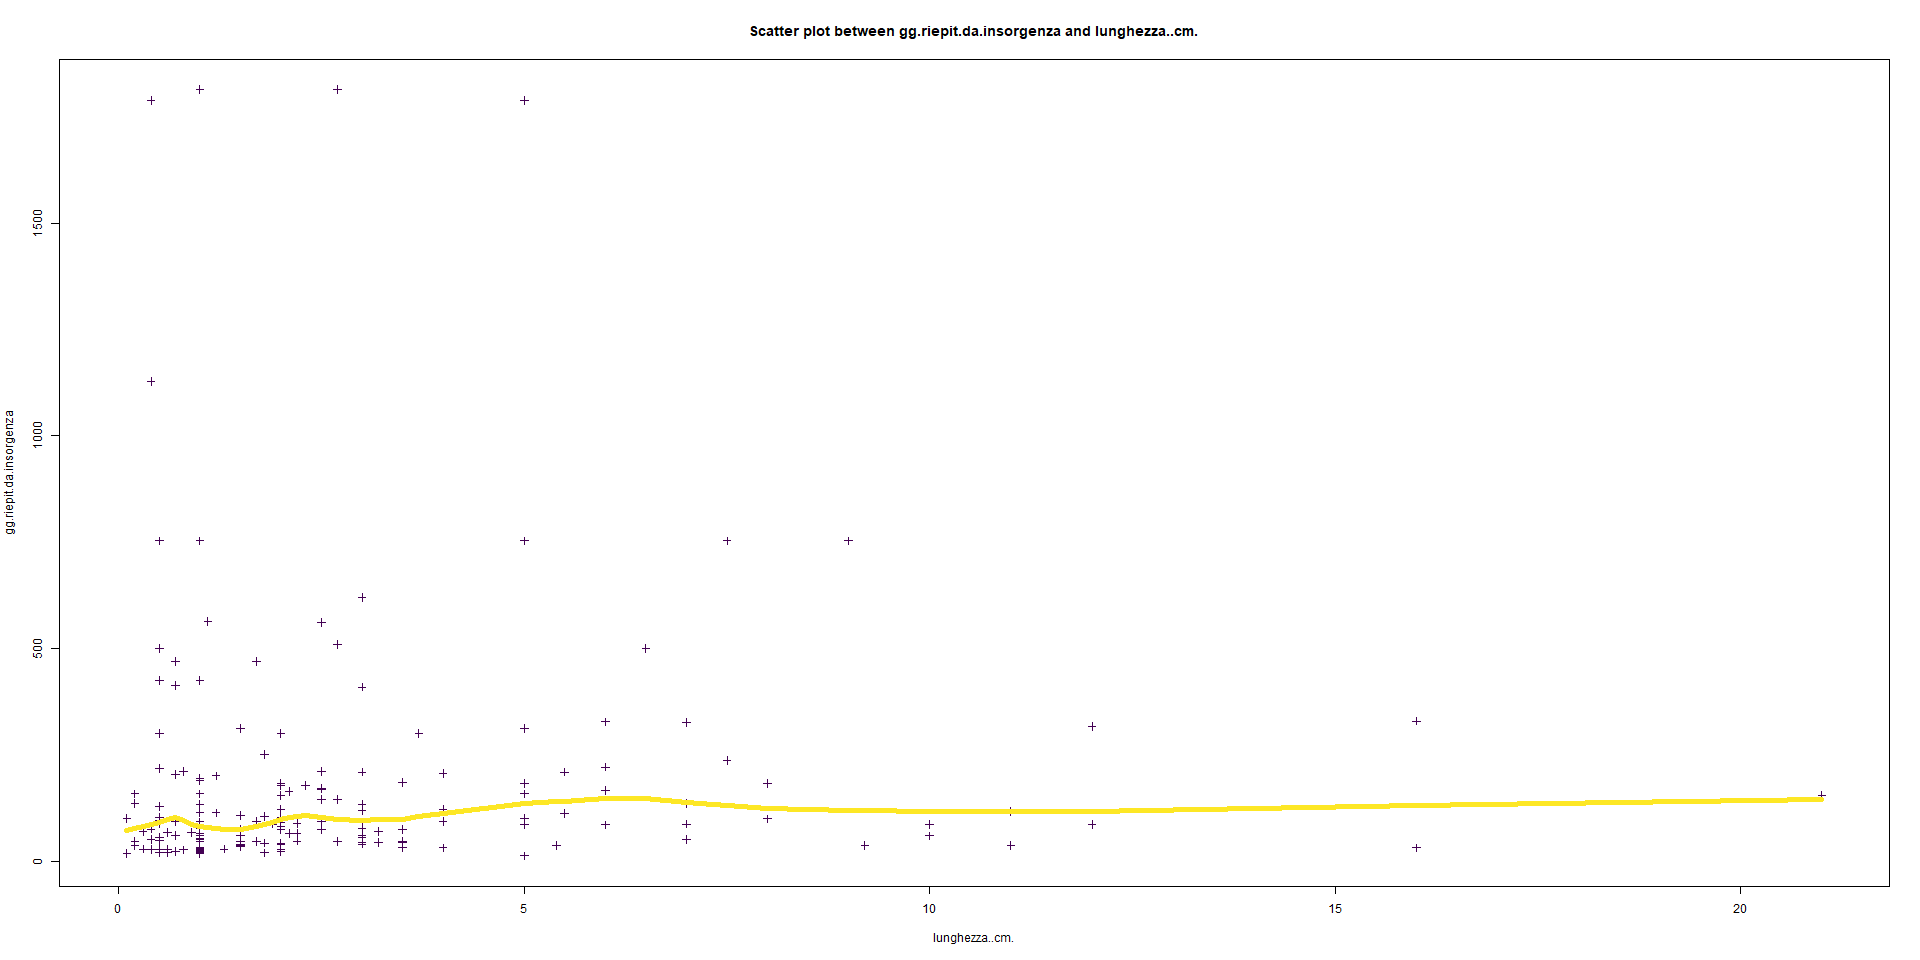 Scatter plot between gg.riepit.da.insorgenza and lunghezza..cm.
1500
1000
500
0
gg.riepit.da.insorgenza
0 5 10 15 20
lunghezza..cm.